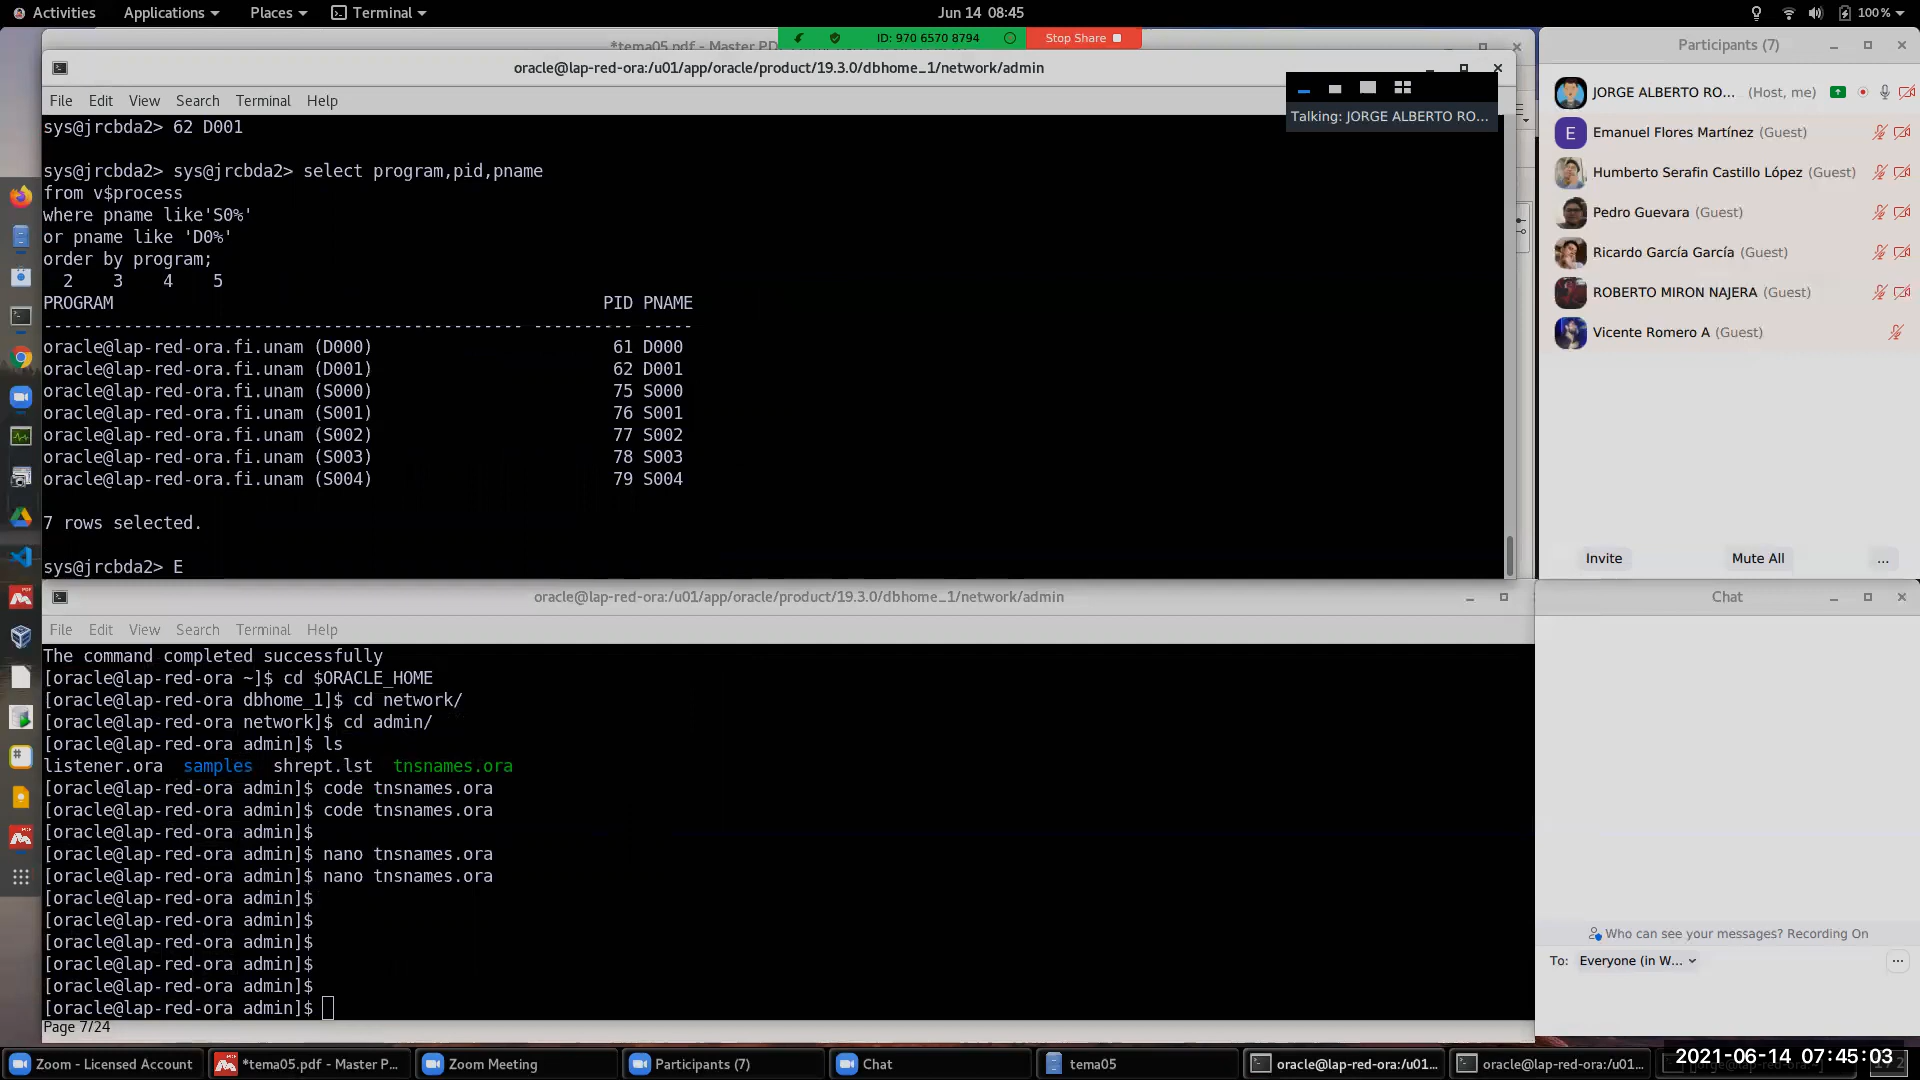 Activities Applications Places Terminal Jun 14 08:45 100%
*tema05.pdf - Master PD
ID: 970 6570 8794 Stop Share
oracle@lap-red-ora:/u01/app/oracle/product/19.3.0/dbhome_1/network/admin
File Edit View Search Terminal Help
Talking: JORGE ALBERTO RO...
sys@jrcbda2> 62 D001
sys@jrcbda2> sys@jrcbda2> select program,pid,pname
from v$process
where pname like'S0%'
or pname like 'D0%'
order by program;
2 3 4 5
PROGRAM PID PNAME
------------------------------------------------ ---------- -----
oracle@lap-red-ora.fi.unam (D000) 61 D000
oracle@lap-red-ora.fi.unam (D001) 62 D001
oracle@lap-red-ora.fi.unam (S000) 75 S000
oracle@lap-red-ora.fi.unam (S001) 76 S001
oracle@lap-red-ora.fi.unam (S002) 77 S002
oracle@lap-red-ora.fi.unam (S003) 78 S003
oracle@lap-red-ora.fi.unam (S004) 79 S004
7 rows selected.
sys@jrcbda2> E
oracle@lap-red-ora:/u01/app/oracle/product/19.3.0/dbhome_1/network/admin
File Edit View Search Terminal Help
The command completed successfully
[oracle@lap-red-ora ~]$ cd $ORACLE_HOME
[oracle@lap-red-ora dbhome_1]$ cd network/
[oracle@lap-red-ora network]$ cd admin/
[oracle@lap-red-ora admin]$ ls
listener.ora samples shrept.lst tnsnames.ora
[oracle@lap-red-ora admin]$ code tnsnames.ora
[oracle@lap-red-ora admin]$ code tnsnames.ora
[oracle@lap-red-ora admin]$
[oracle@lap-red-ora admin]$ nano tnsnames.ora
[oracle@lap-red-ora admin]$ nano tnsnames.ora
[oracle@lap-red-ora admin]$
[oracle@lap-red-ora admin]$
[oracle@lap-red-ora admin]$
[oracle@lap-red-ora admin]$
[oracle@lap-red-ora admin]$
[oracle@lap-red-ora admin]$
Page 7/24
Participants (7)
JORGE ALBERTO RO... (Host, me)
E Emanuel Flores Martínez (Guest)
Humberto Serafin Castillo López (Guest)
Pedro Guevara (Guest)
Ricardo García García (Guest)
ROBERTO MIRON NAJERA (Guest)
Vicente Romero A (Guest)
Invite Mute All ...
Chat
Who can see your messages? Recording On
To: Everyone (in W...
Zoom - Licensed Account *tema05.pdf - Master P... Zoom Meeting Participants (7) Chat tema05 oracle@lap-red-ora:/u01... oracle@lap-red-ora:/u01...
2021-06-14 07:45:03